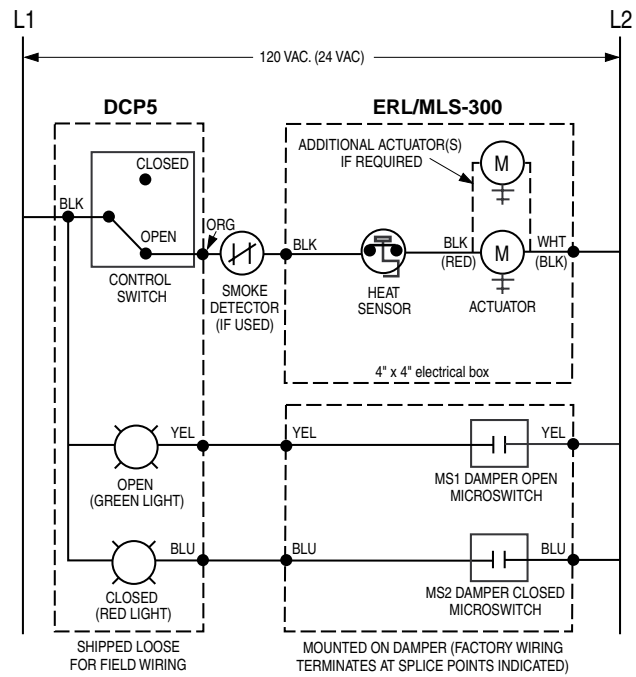 L1
L2
120 VAC. (24 VAC)
DCP5
ERL/MLS-300
ADDITIONAL ACTUATOR(S)
IF REQUIRED
M
CLOSED
BLK
OPEN
CONTROL
SWITCH
ORG
SMOKE
DETECTOR
(IF USED)
BLK
HEAT
SENSOR
BLK
(RED)
M
WHT
(BLK)
ACTUATOR
4" x 4" electrical box
YEL
YEL
YEL
OPEN
(GREEN LIGHT)
MS1 DAMPER OPEN
MICROSWITCH
BLU
BLU
BLU
CLOSED
(RED LIGHT)
MS2 DAMPER CLOSED
MICROSWITCH
SHIPPED LOOSE
FOR FIELD WIRING
MOUNTED ON DAMPER (FACTORY WIRING
TERMINATES AT SPLICE POINTS INDICATED)